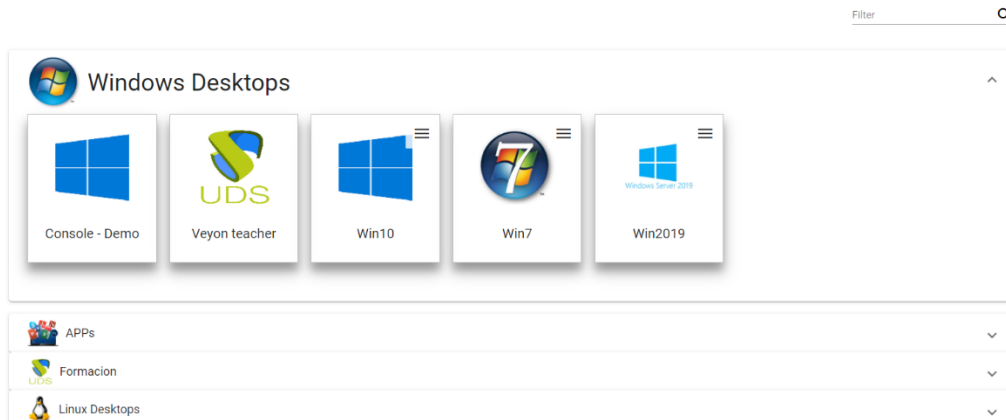 Filter
Windows Desktops
UDS
7
Windows Server 2019
Console - Demo
Veyon teacher
Win10
Win7
Win2019
APPs
UDS
Formacion
Linux Desktops